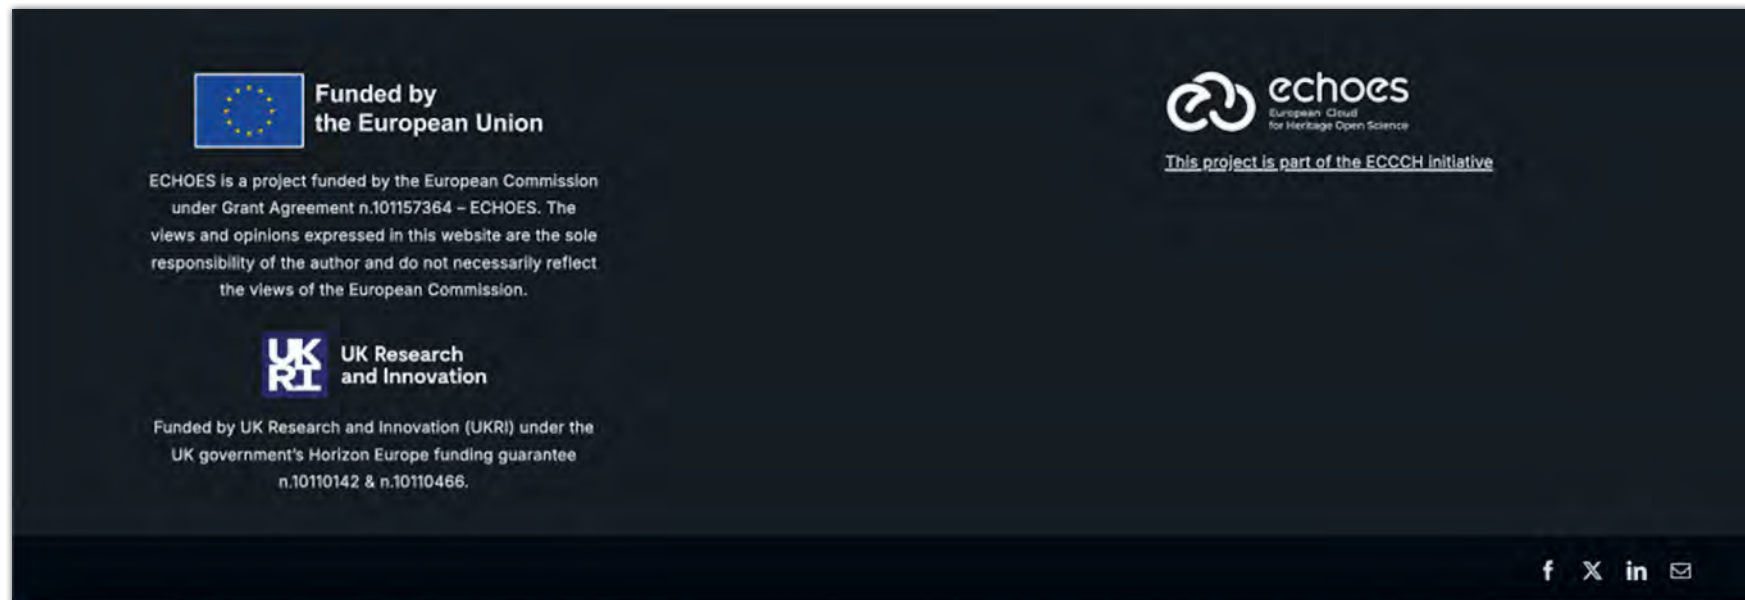 Funded by
the European Union
ECHOES is a project funded by the European Commission
under Grant Agreement n.101157364 – ECHOES. The
views and opinions expressed in this website are the sole
responsibility of the author and do not necessarily reflect
the views of the European Commission.
UK
RI
UK Research
and Innovation
Funded by UK Research and Innovation (UKRI) under the
UK government's Horizon Europe funding guarantee
n.10110142 & n.10110466.
echoes
European Cloud
for Heritage Open Science
This project is part of the ECCCH initiative
f X in